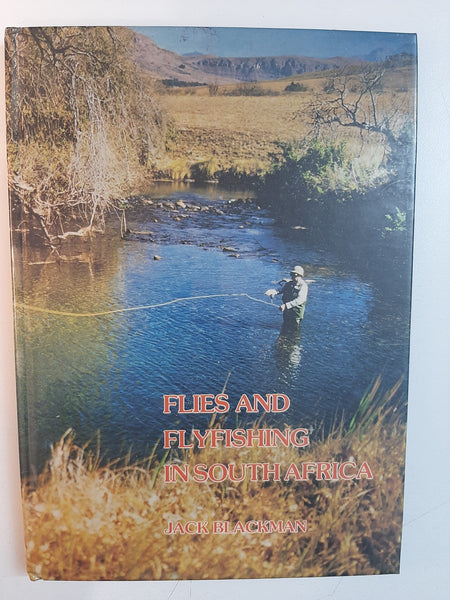 FLIES AND
FLYFISHING
IN SOUTH AFRICA
JACK BLACKMAN